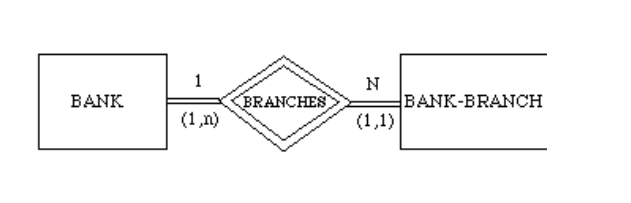 1
N
BANK
BRANCHES
BANK-BRANCH
(1,n)
(1,1)